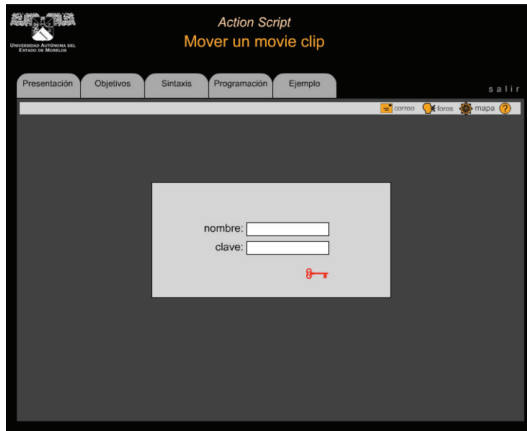 Action Script
Mover un movie clip
UNIVERSIDAD AUTÓNOMA DEL
ESTADO DE MORELOS
Presentación Objetivos Sintaxis Programación Ejemplo
salir
correo foros mapa ?
nombre:
clave: